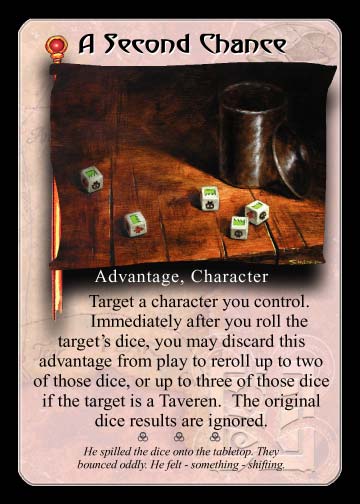 A Second Chance
Advantage, Character
Target a character you control.
Immediately after you roll the
target's dice, you may discard this
advantage from play to reroll up to two
of those dice, or up to three of those dice
if the target is a Taveren. The original
dice results are ignored.
He spilled the dice onto the tabletop. They
bounced oddly. He felt - something - shifting.